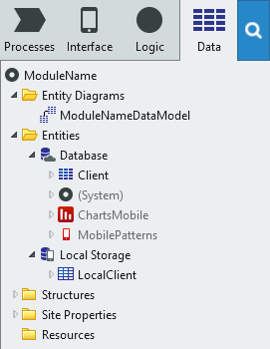 Processes Interface Logic Data
ModuleName
Entity Diagrams
ModuleNameDataModel
Entities
Database
Client
(System)
ChartsMobile
MobilePatterns
Local Storage
LocalClient
Structures
Site Properties
Resources